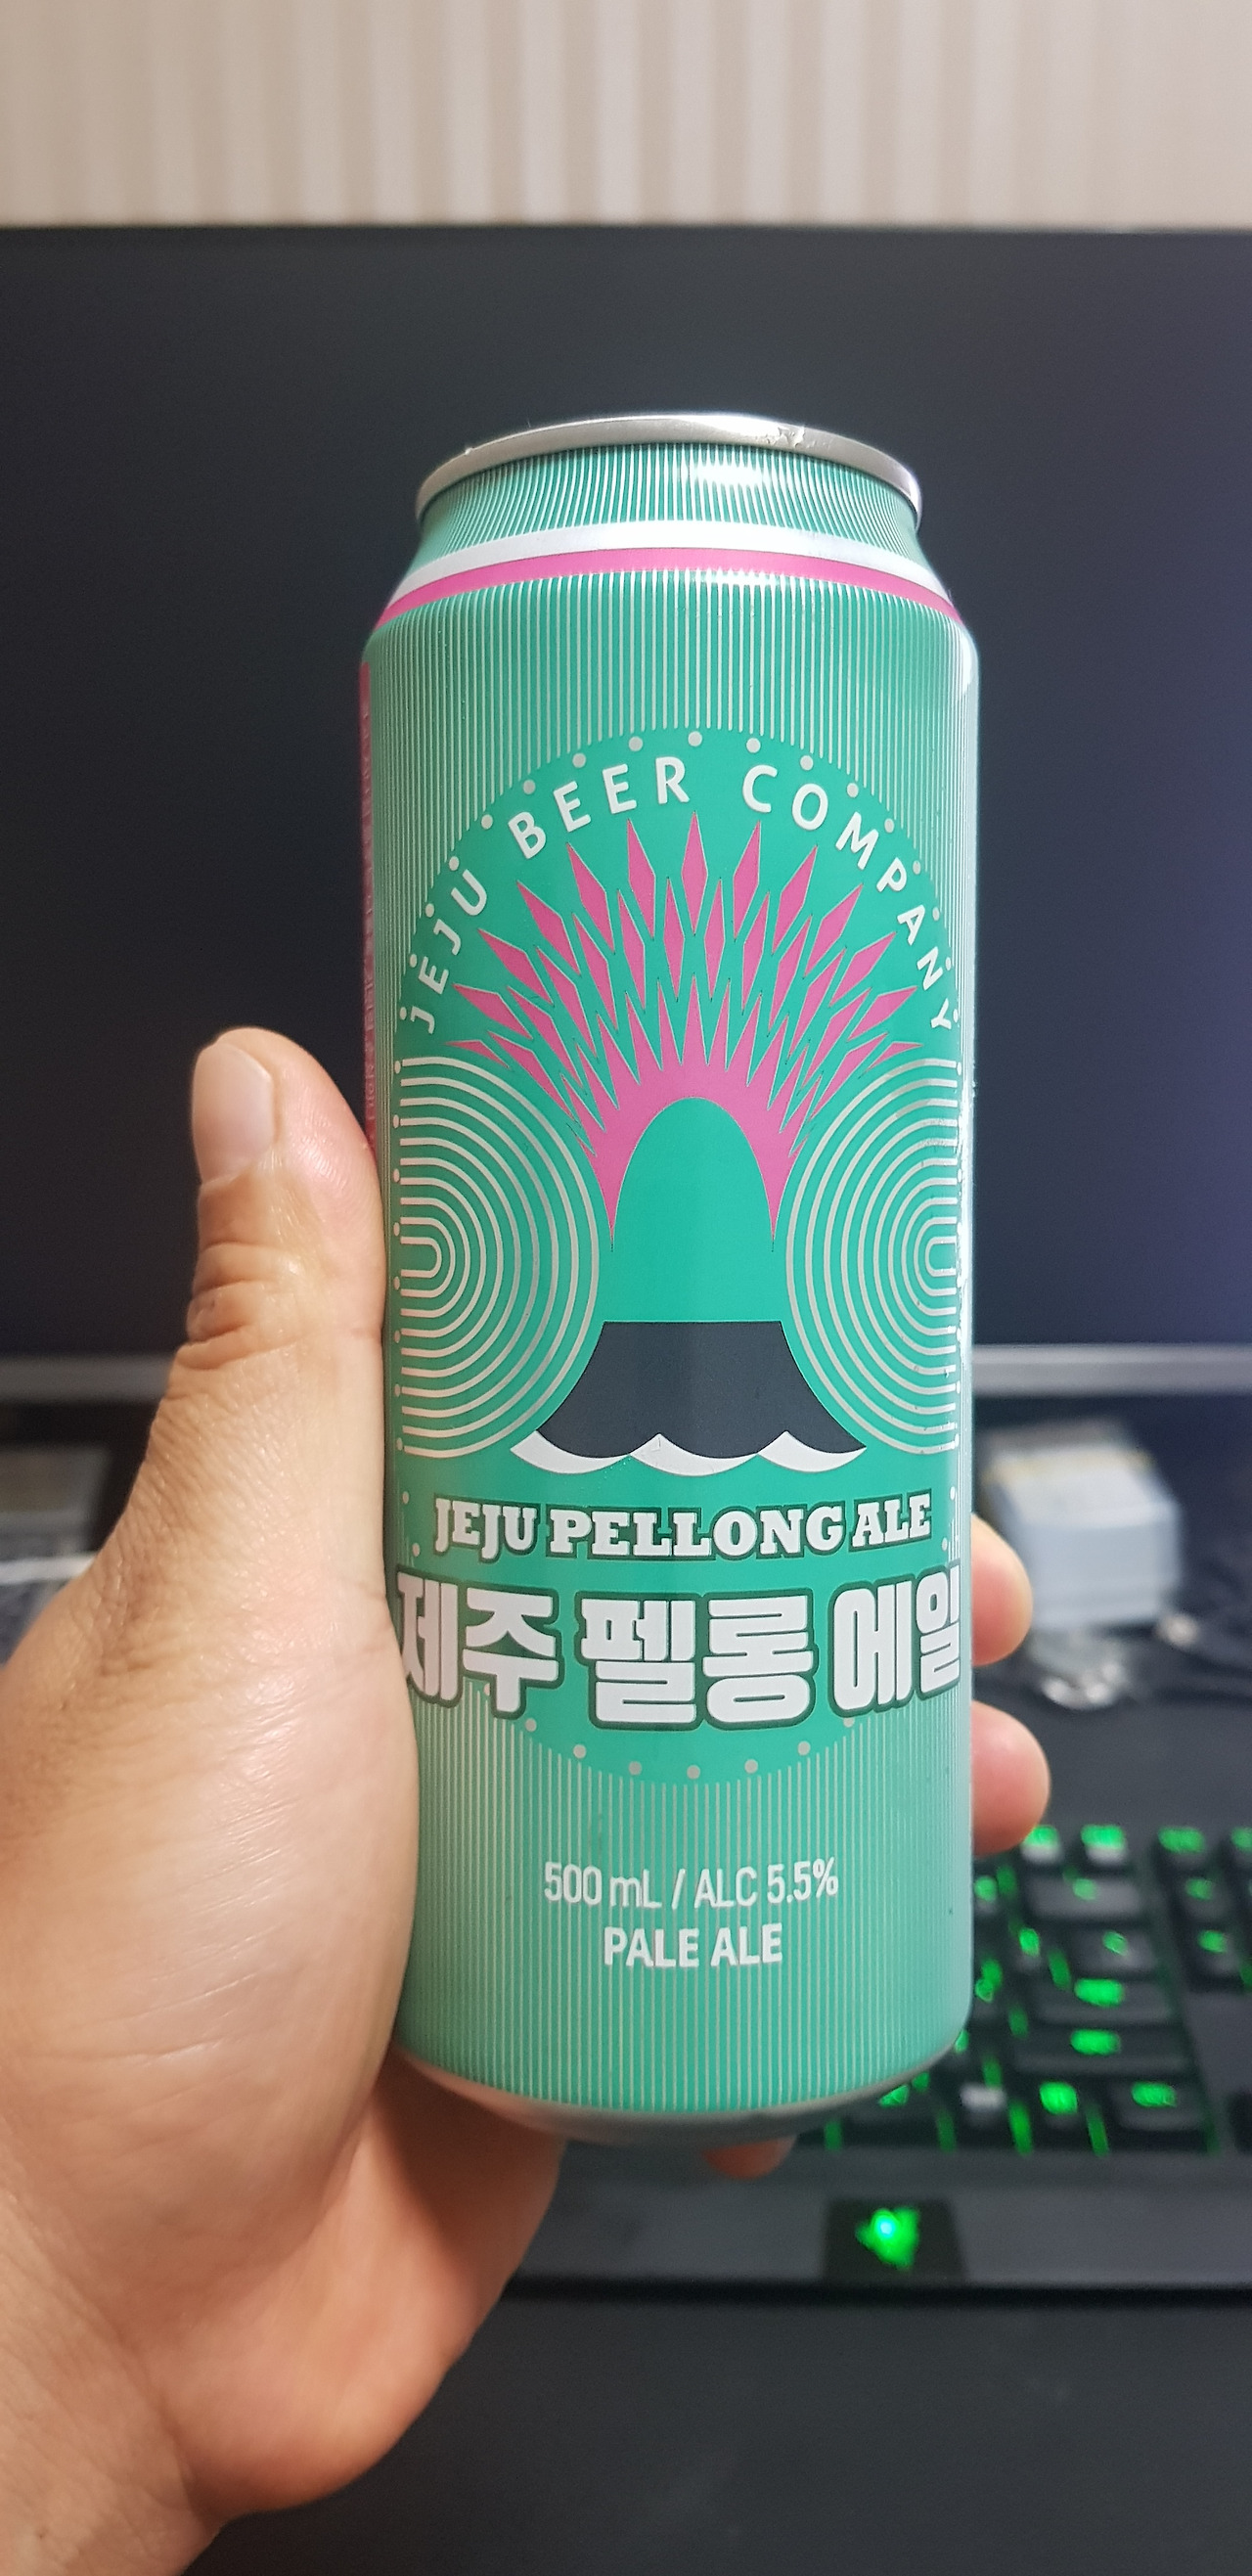 JEJU BEER COMPANY
JEJU PELLONG ALE
제주 펠롱 에일
500 mL / ALC 5.5%
PALE ALE